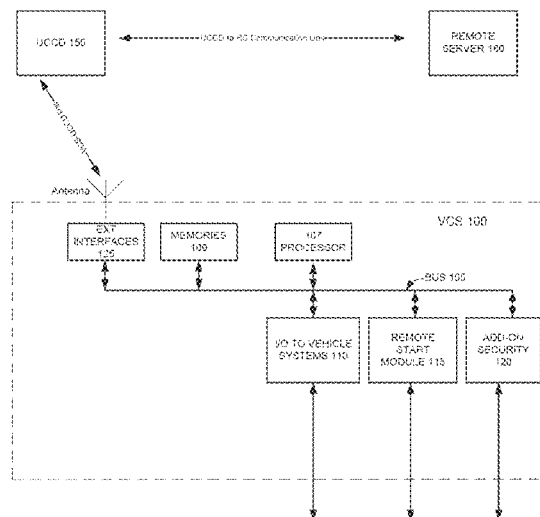 UCCD 150
UCCD to RS Communication Link
REMOTE
SERVER 160
Antenna
VCS 100
EXT
INTERFACES
125
MEMORIES
109
107
PROCESSOR
BUS 105
I/O TO VEHICLE
SYSTEMS 110
REMOTE
START
MODULE 115
ADD-ON
SECURITY
120